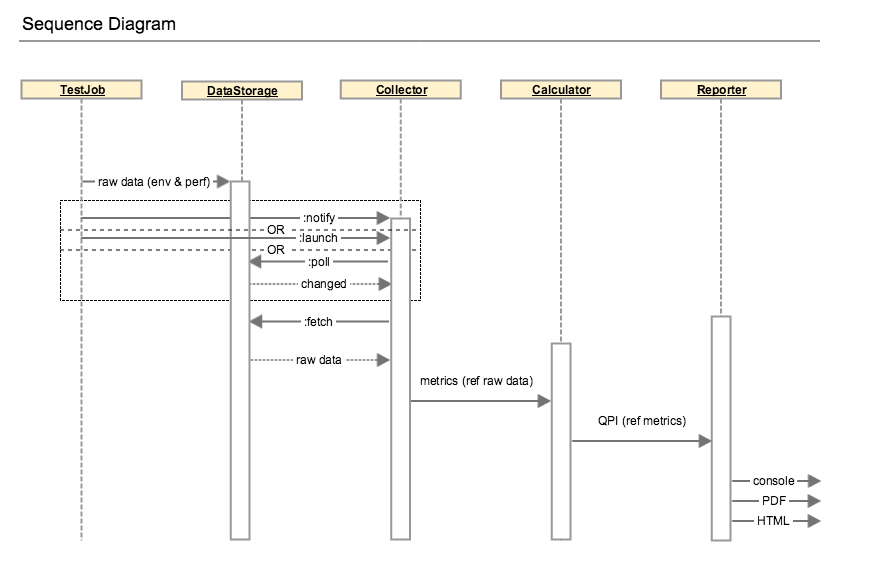 Sequence Diagram
TestJob
DataStorage
Collector
Calculator
Reporter
raw data (env & perf)
:notify
OR
:launch
OR
:poll
changed
:fetch
raw data
metrics (ref raw data)
QPI (ref metrics)
console
PDF
HTML